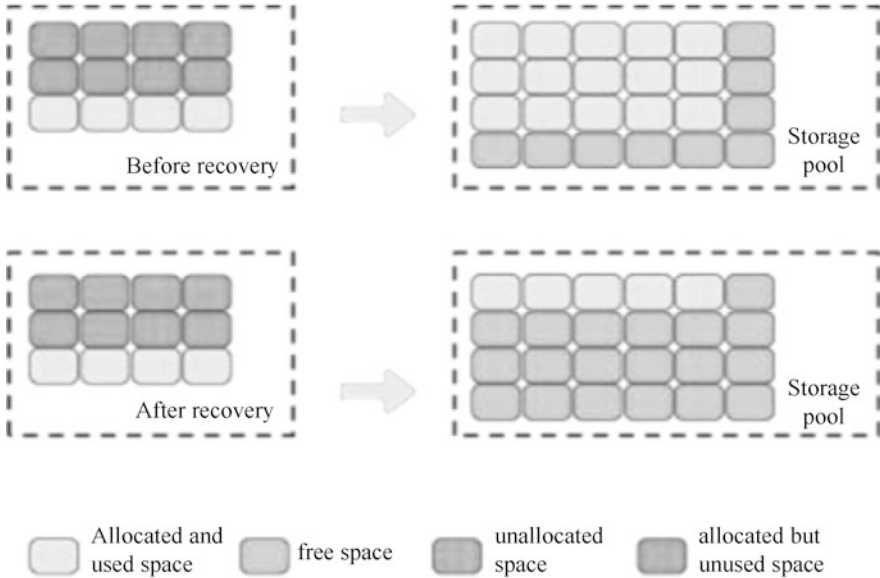 Before recovery
Storage
pool
After recovery
Storage
pool
Allocated and
used space
free space
unallocated
space
allocated but
unused space